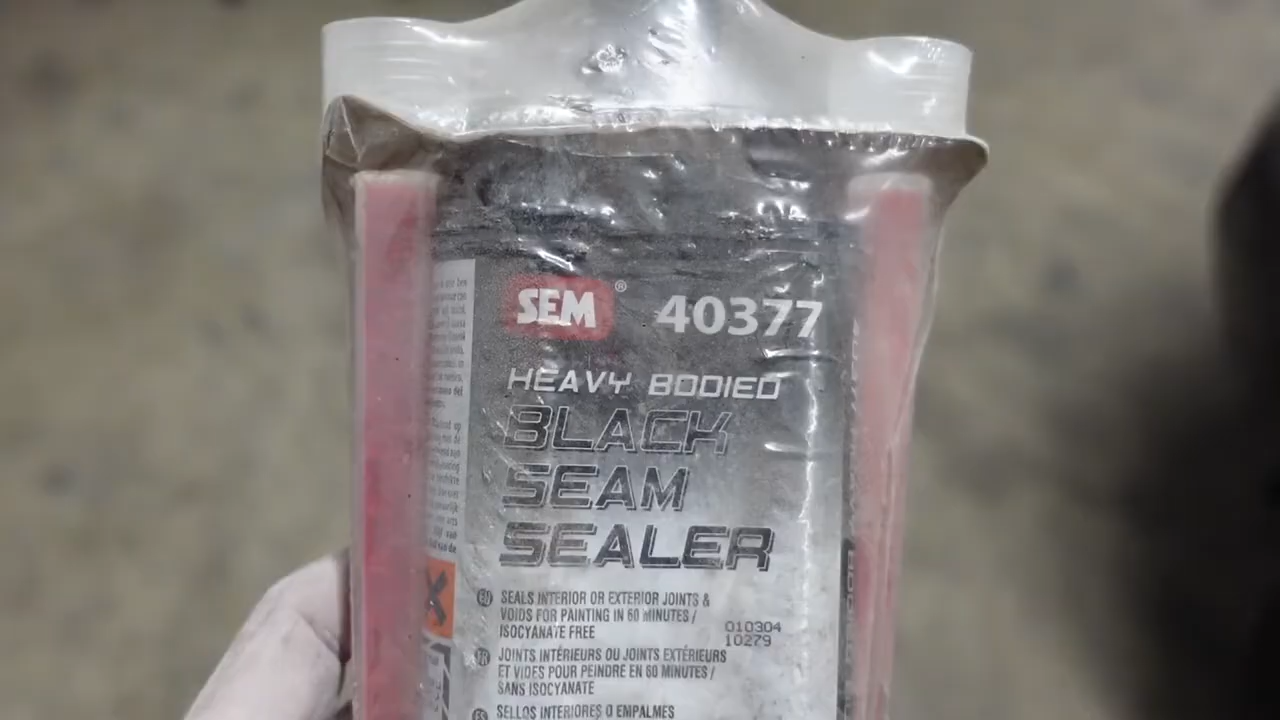 SEM® 40377
HEAVY BODIED
BLACK
SEAM
SEALER
EN SEALS INTERIOR OR EXTERIOR JOINTS &
VOIDS FOR PAINTING IN 60 MINUTES /
ISOCYANATE FREE
010304
10279
FR JOINTS INTÉRIEURS OU JOINTS EXTÉRIEURS
ET VIDES POUR PEINDRE EN 60 MINUTES /
SANS ISOCYANATE
ES SELLOS INTERIORES O EMPALMES